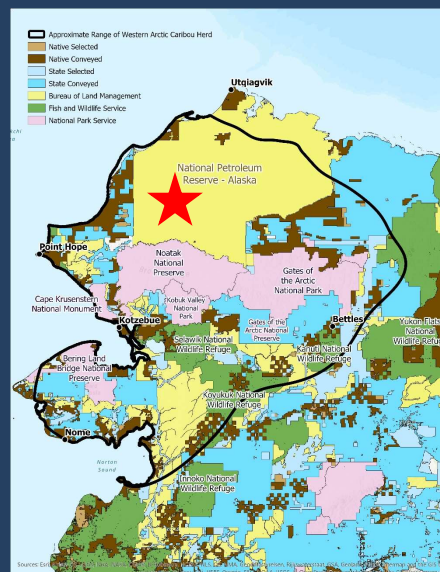 Approximate Range of Western Arctic Caribou Herd
Native Selected
Native Conveyed
State Selected
State Conveyed
Bureau of Land Management
Fish and Wildlife Service
National Park Service
Utqiagvik
National Petroleum
Reserve - Alaska
Point Hope
Noatak
National
Preserve
Gates of
the Arctic
National Park
Cape Krusenstern
National Monument
Kobuk Valley
National
Park
Kotzebue
Gates of the
Arctic National
Preserve
Bettles
Yukon Flats
National
Selawik National
Wildlife Refuge
Kanuti National
Wildlife Refuge
Bering Land
Bridge National
Preserve
Koyukuk National
Wildlife Refuge
Nome
Norton
Sound
Innoko National
Wildlife Refuge
Sources: Esri